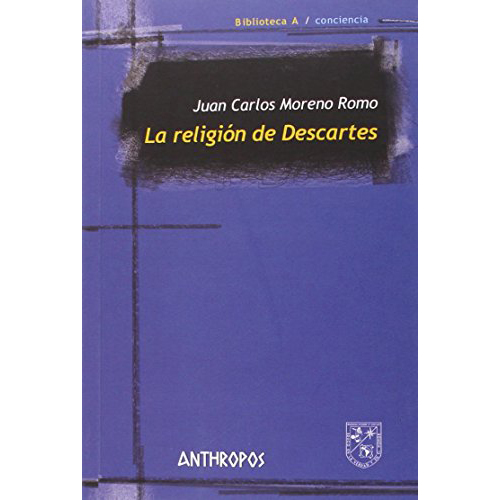 Biblioteca A / conciencia
Juan Carlos Moreno Romo
La religión de Descartes
ANTHROPOS